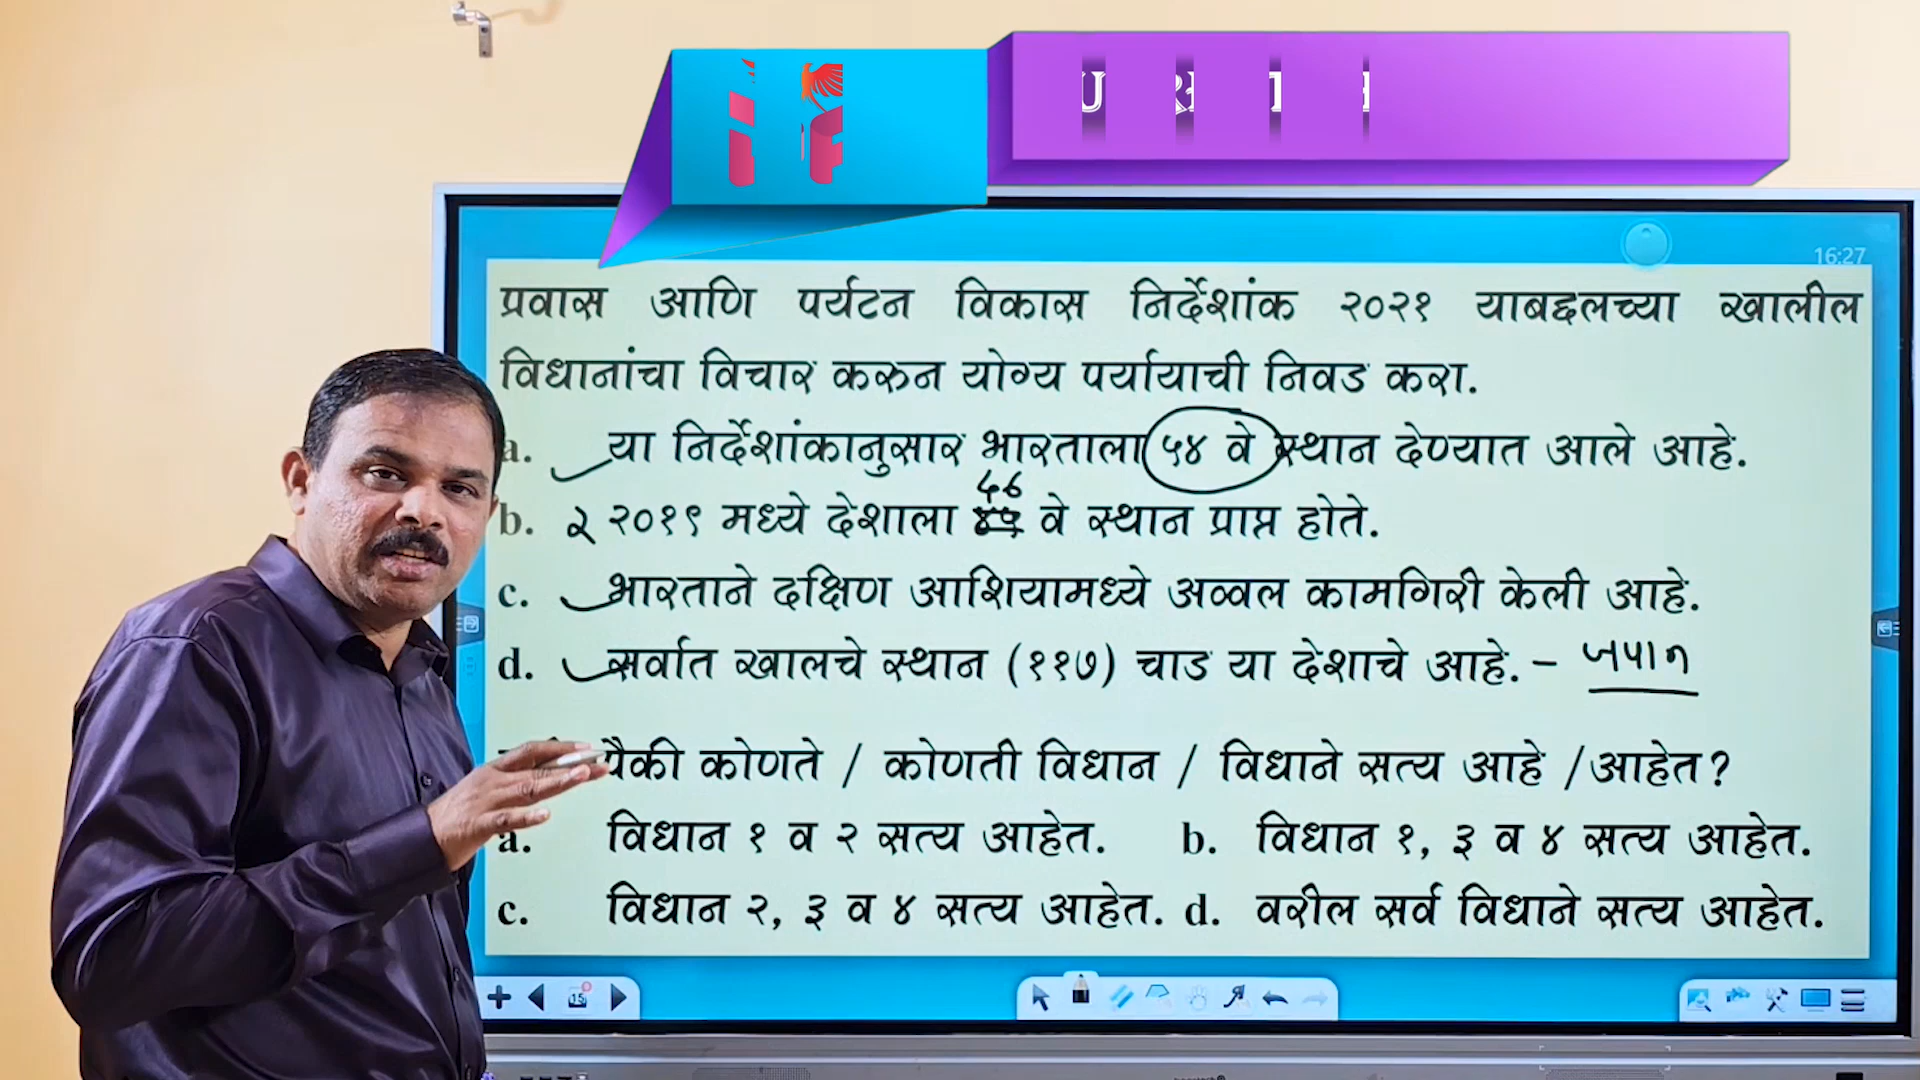 16:27
प्रवास आणि पर्यटन विकास निर्देशांक २०२१ याबद्दलच्या खालील
विधानांचा विचार करुन योग्य पर्यायाची निवड करा.
a. या निर्देशांकानुसार भारताला ५४ वे स्थान देण्यात आले आहे.
b. २०१९ मध्ये देशाला वे स्थान प्राप्त होते.
c. भारताने दक्षिण आशियामध्ये अव्वल कामगिरी केली आहे.
d. सर्वात खालचे स्थान (११७) चाड या देशाचे आहे. – जपान
पैकी कोणते / कोणती विधान / विधाने सत्य आहे /आहेत?
a. विधान १ व २ सत्य आहेत. b. विधान १, ३ व ४ सत्य आहेत.
c. विधान २, ३ व ४ सत्य आहेत. d. वरील सर्व विधाने सत्य आहेत.
15